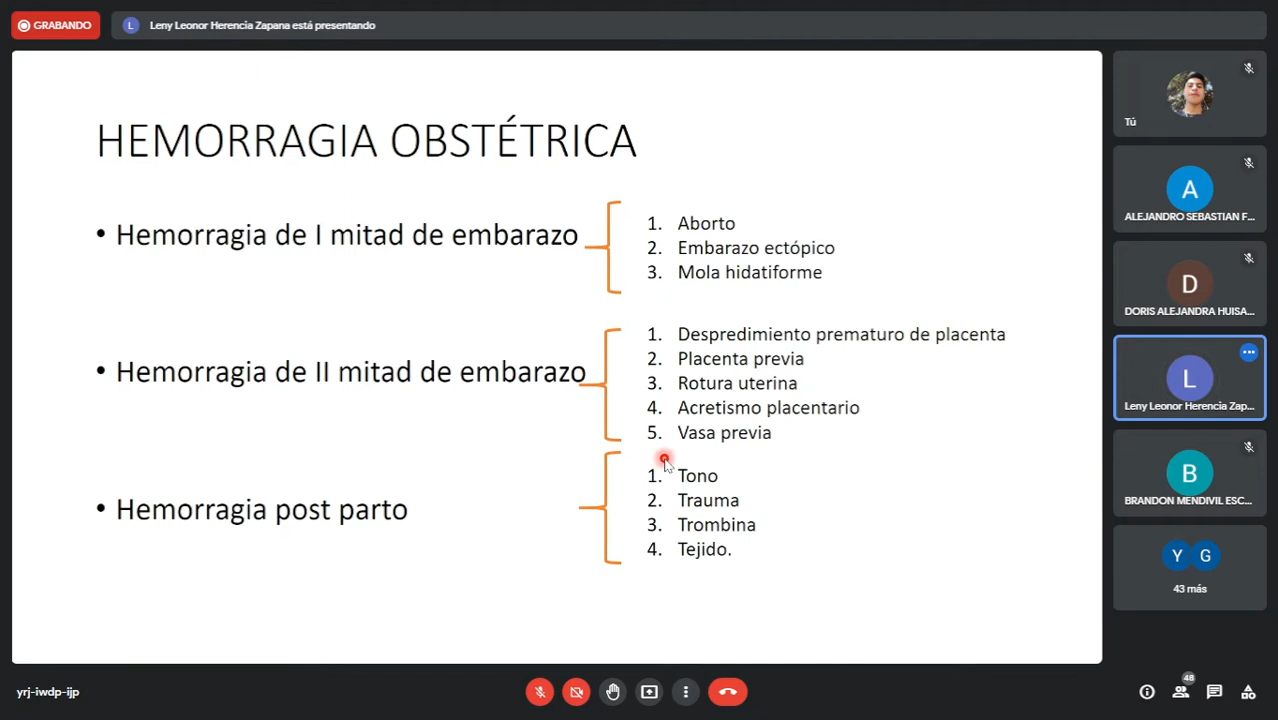 GRABANDO
L
Leny Leonor Herencia Zapana está presentando
HEMORRAGIA OBSTÉTRICA
• Hemorragia de I mitad de embarazo
1. Aborto
2. Embarazo ectópico
3. Mola hidatiforme
• Hemorragia de II mitad de embarazo
1. Despredimiento prematuro de placenta
2. Placenta previa
3. Rotura uterina
4. Acretismo placentario
5. Vasa previa
• Hemorragia post parto
1. Tono
2. Trauma
3. Trombina
4. Tejido.
Tú
A
ALEJANDRO SEBASTIAN F...
D
DORIS ALEJANDRA HUISA...
L
Leny Leonor Herencia Zap...
B
BRANDON MENDIVIL ESC...
Y G
43 más
yrj-iwdp-ijp
48